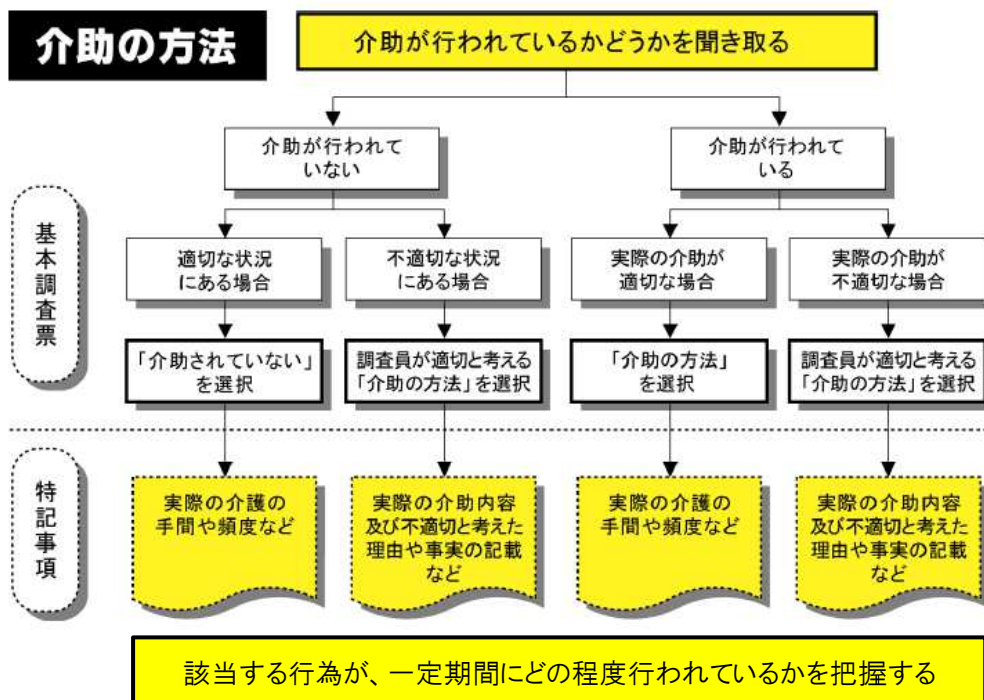 介助の方法
介助が行われているかどうかを聞き取る
介助が行われて
いない
介助が行われて
いる
基本調査票
適切な状況
にある場合
不適切な状況
にある場合
実際の介助が
適切な場合
実際の介助が
不適切な場合
「介助されていない」
を選択
調査員が適切と考える
「介助の方法」を選択
「介助の方法」
を選択
調査員が適切と考える
「介助の方法」を選択
特記事項
実際の介護の
手間や頻度など
実際の介助内容
及び不適切と考えた
理由や事実の記載
など
実際の介護の
手間や頻度など
実際の介助内容
及び不適切と考えた
理由や事実の記載
など
該当する行為が、一定期間にどの程度行われているかを把握する